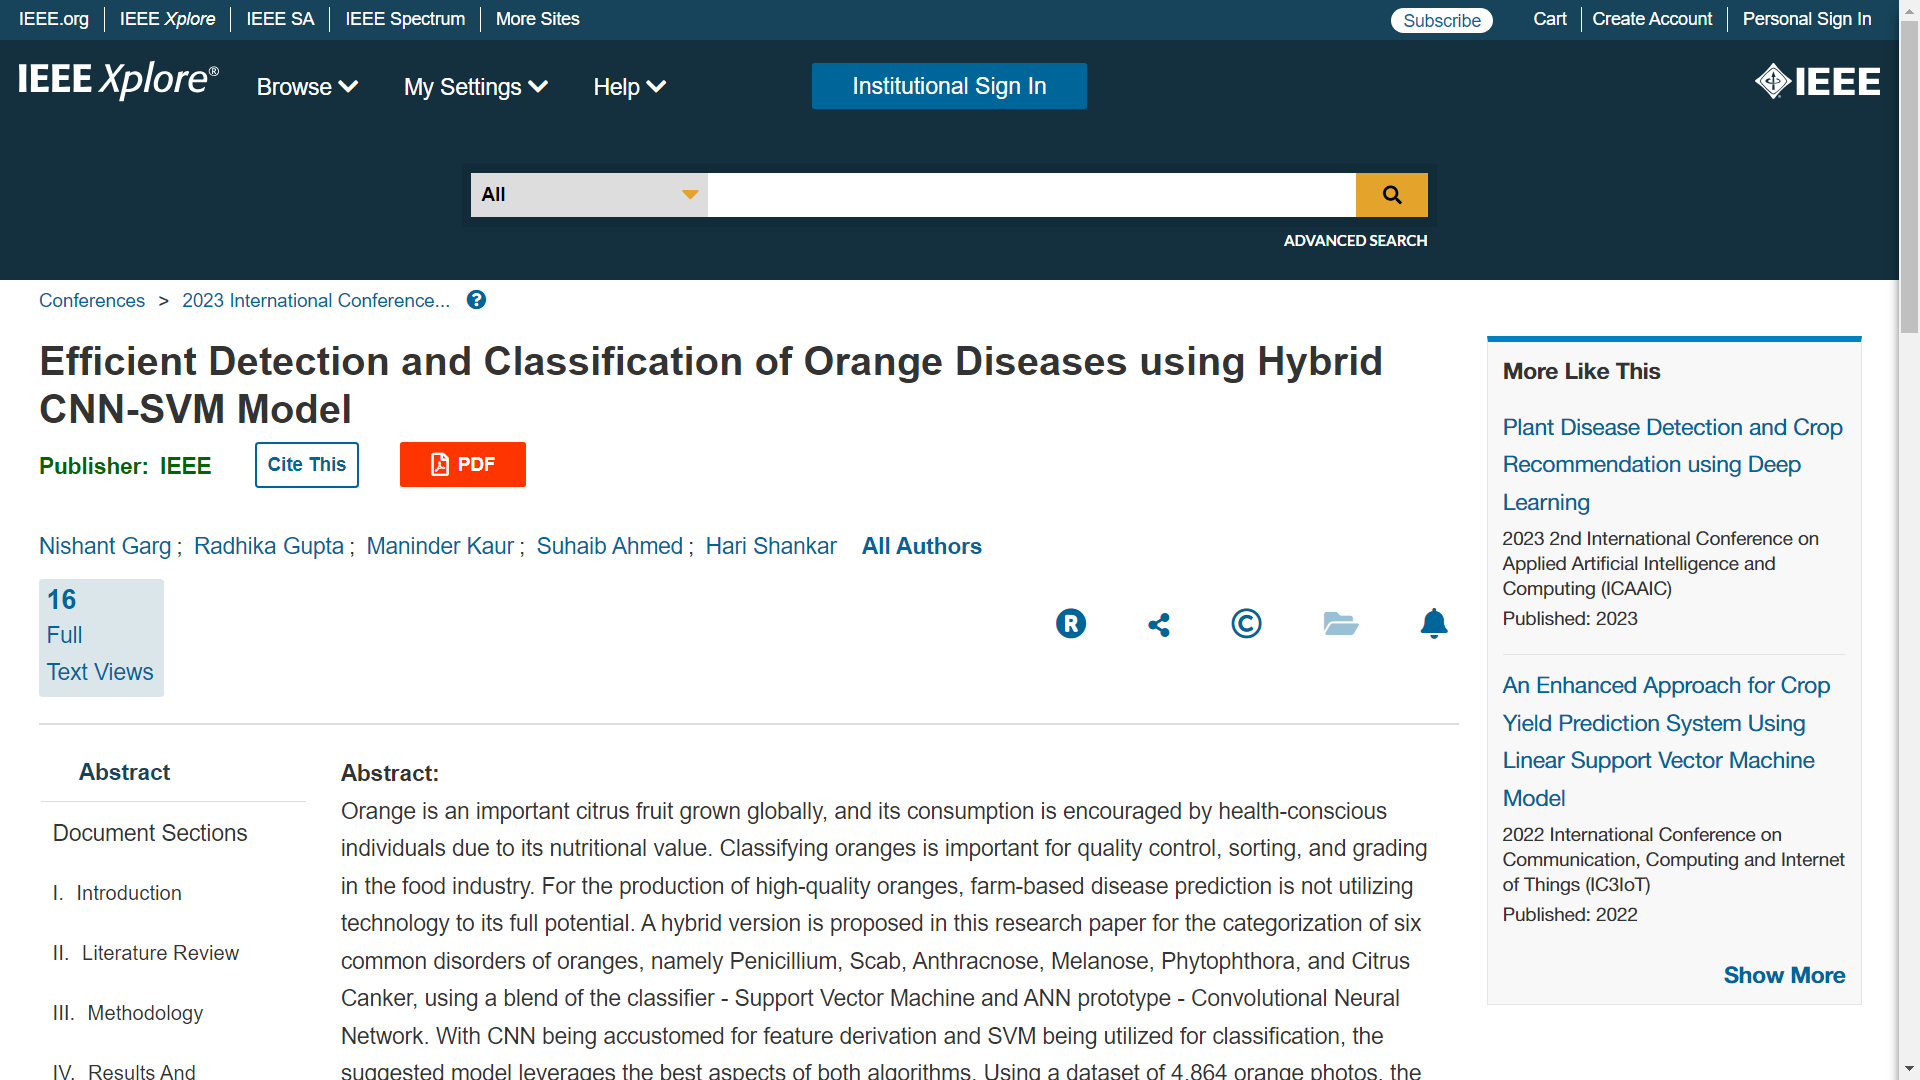 IEEE.org
IEEE Xplore
IEEE SA
IEEE Spectrum
More Sites
Subscribe
Cart
Create Account
Personal Sign In
IEEE Xplore®
Browse
My Settings
Help
Institutional Sign In
IEEE
All
ADVANCED SEARCH
Conferences > 2023 International Conference... ?
Efficient Detection and Classification of Orange Diseases using Hybrid
CNN-SVM Model
Publisher: IEEE
Cite This
PDF
Nishant Garg ; Radhika Gupta ; Maninder Kaur ; Suhaib Ahmed ; Hari Shankar All Authors
16
Full
Text Views
R
C
Abstract
Document Sections
I. Introduction
II. Literature Review
III. Methodology
IV. Results And
Abstract:
Orange is an important citrus fruit grown globally, and its consumption is encouraged by health-conscious
individuals due to its nutritional value. Classifying oranges is important for quality control, sorting, and grading
in the food industry. For the production of high-quality oranges, farm-based disease prediction is not utilizing
technology to its full potential. A hybrid version is proposed in this research paper for the categorization of six
common disorders of oranges, namely Penicillium, Scab, Anthracnose, Melanose, Phytophthora, and Citrus
Canker, using a blend of the classifier - Support Vector Machine and ANN prototype - Convolutional Neural
Network. With CNN being accustomed for feature derivation and SVM being utilized for classification, the
suggested model leverages the best aspects of both algorithms. Using a dataset of 4,864 orange photos, the
More Like This
Plant Disease Detection and Crop
Recommendation using Deep
Learning
2023 2nd International Conference on
Applied Artificial Intelligence and
Computing (ICAAIC)
Published: 2023
An Enhanced Approach for Crop
Yield Prediction System Using
Linear Support Vector Machine
Model
2022 International Conference on
Communication, Computing and Internet
of Things (IC3IoT)
Published: 2022
Show More